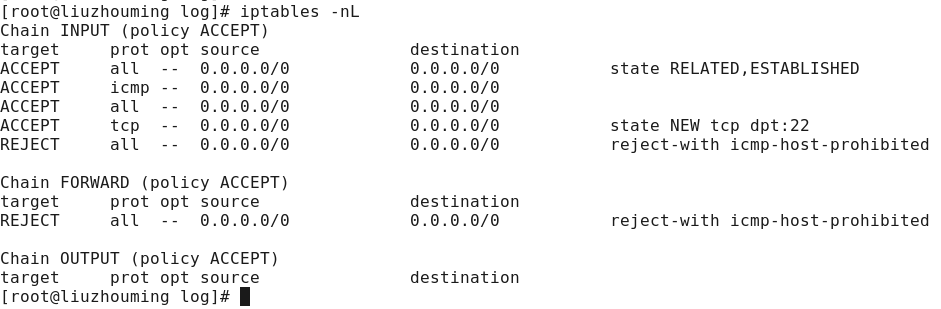 [root@liuzhouming log]# iptables -nL
Chain INPUT (policy ACCEPT)
target     prot opt source               destination
ACCEPT     all  --  0.0.0.0/0            0.0.0.0/0           state RELATED,ESTABLISHED
ACCEPT     icmp --  0.0.0.0/0            0.0.0.0/0
ACCEPT     all  --  0.0.0.0/0            0.0.0.0/0
ACCEPT     tcp  --  0.0.0.0/0            0.0.0.0/0           state NEW tcp dpt:22
REJECT     all  --  0.0.0.0/0            0.0.0.0/0           reject-with icmp-host-prohibited
Chain FORWARD (policy ACCEPT)
target     prot opt source               destination
REJECT     all  --  0.0.0.0/0            0.0.0.0/0           reject-with icmp-host-prohibited
Chain OUTPUT (policy ACCEPT)
target     prot opt source               destination
[root@liuzhouming log]#